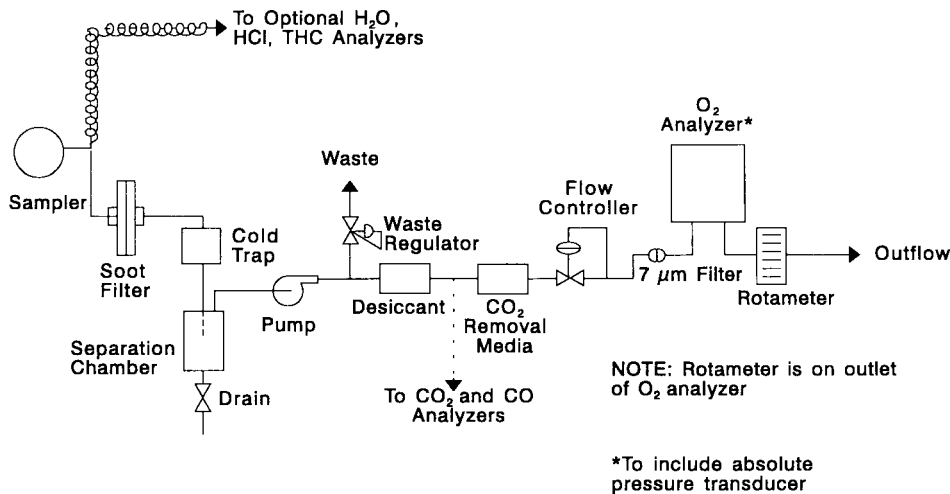 To Optional H₂O,
HCl, THC Analyzers
O₂
Analyzer*
Waste
Flow
Controller
Sampler
Waste
Regulator
Cold
Trap
Outflow
Soot
Filter
7 μm Filter
Rotameter
Pump
Desiccant
CO₂
Removal
Media
Separation
Chamber
Drain
To CO₂ and CO
Analyzers
NOTE: Rotameter is on outlet
of O₂ analyzer
*To include absolute
pressure transducer